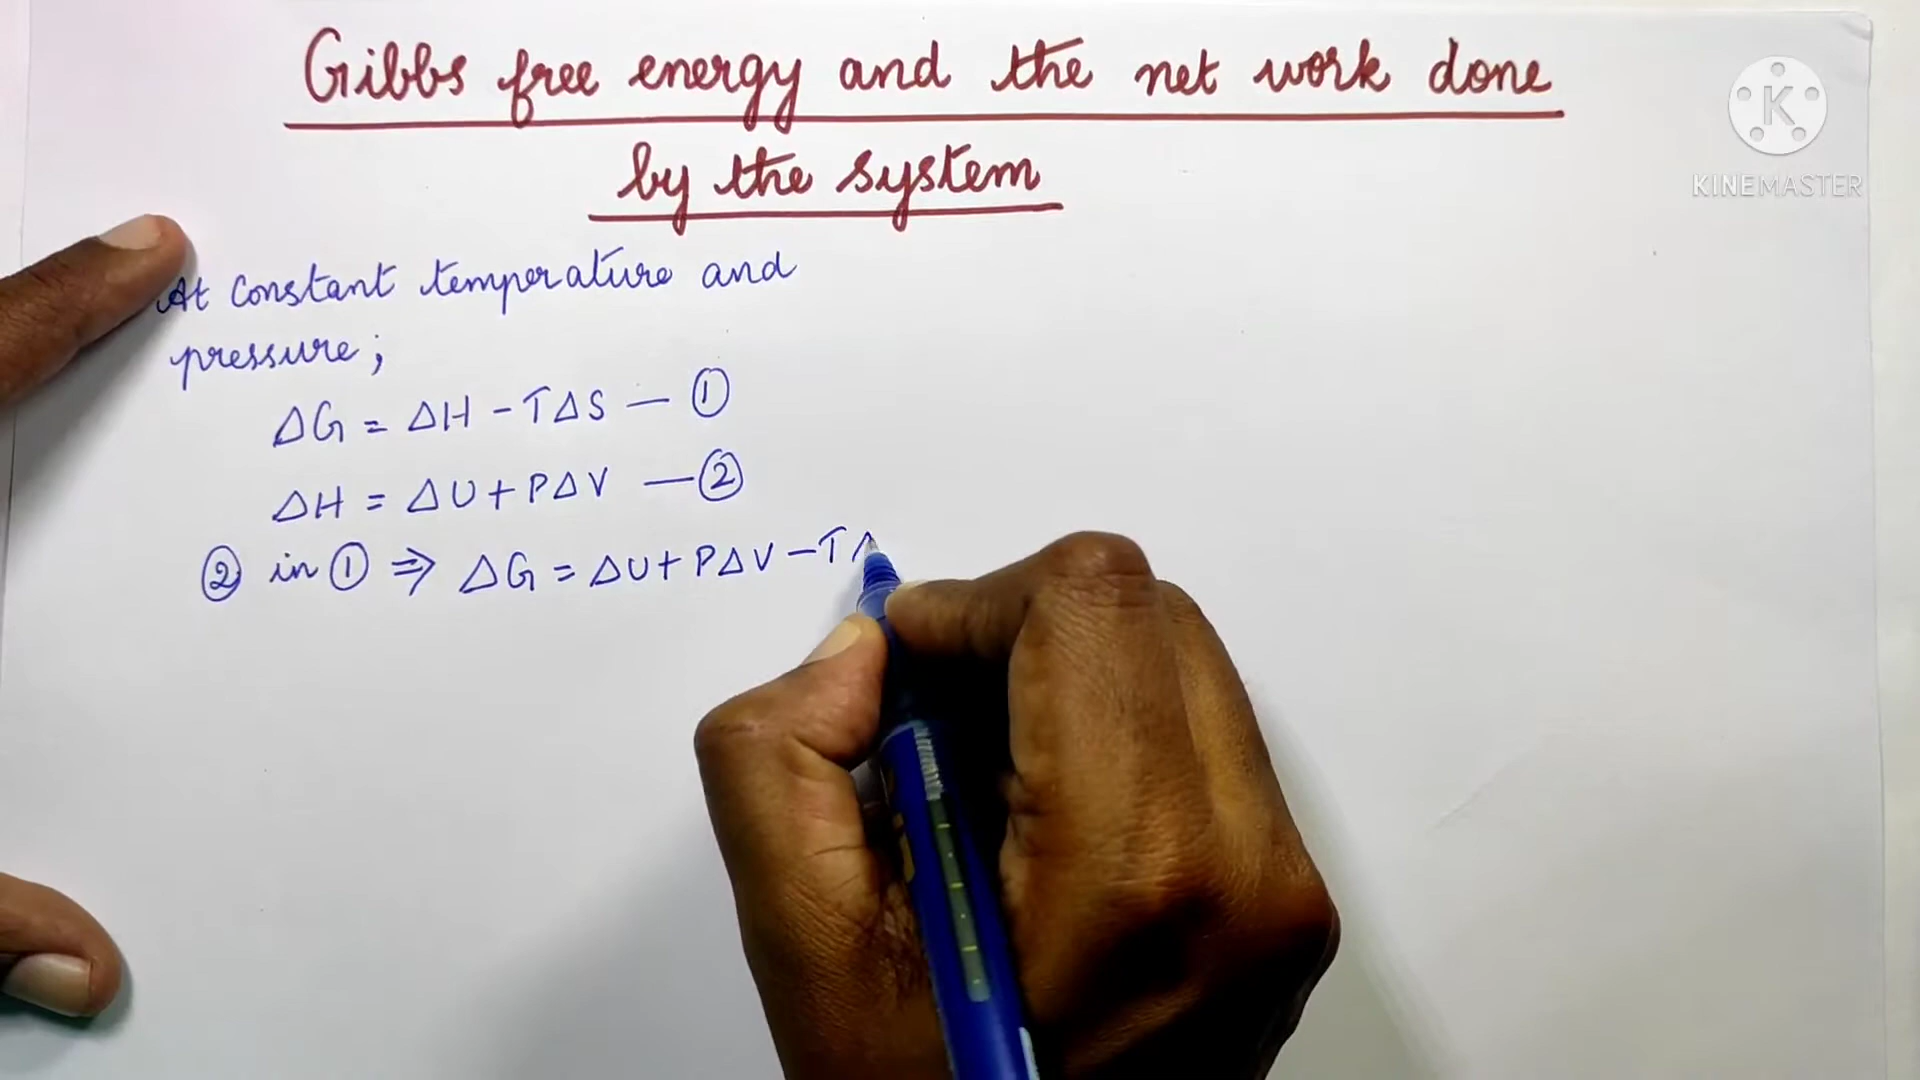 Gibbs free energy and the net work done
by the system
K
KINEMASTER
At constant temperature and
pressure;
ΔG = ΔH - TΔS — ①
ΔH = ΔU + PΔV — ②
② in ① ⇒ ΔG = ΔU + PΔV - TΔ